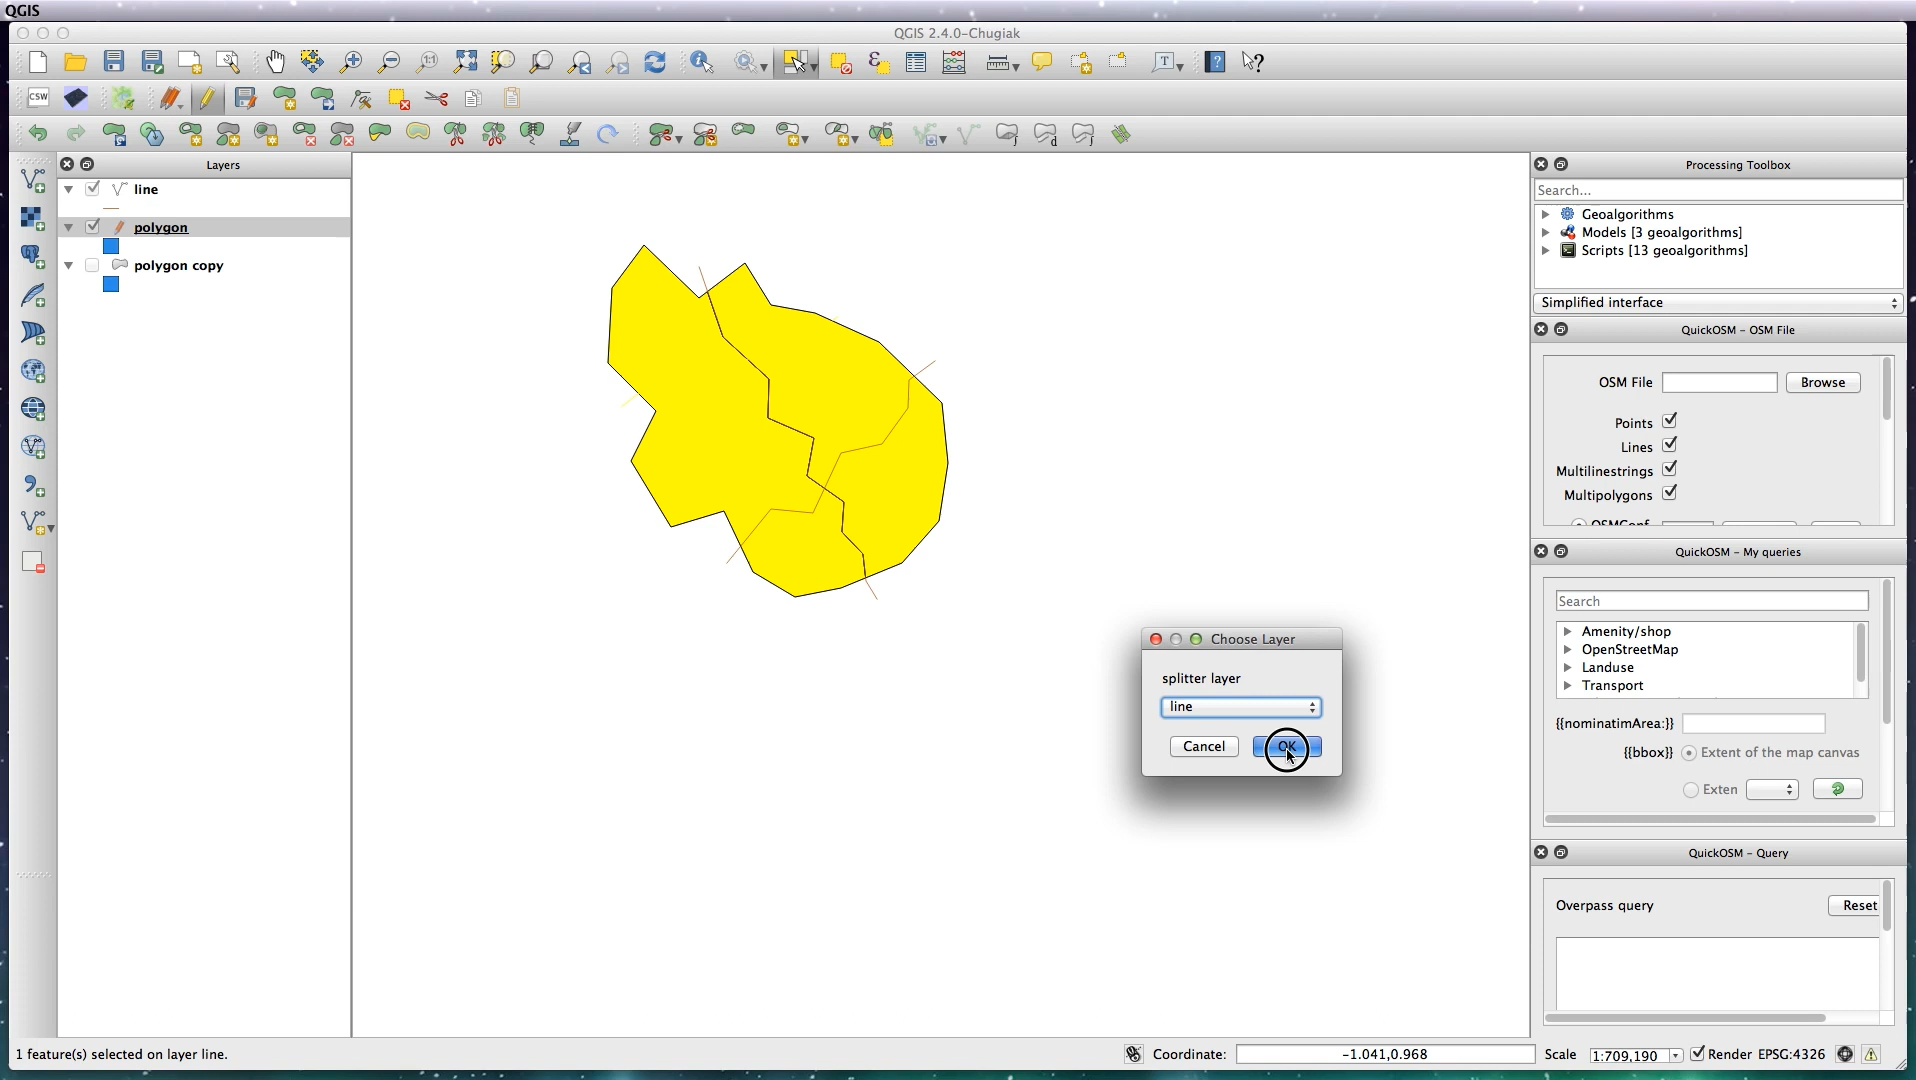 QGIS
QGIS 2.4.0-Chugiak
1:1
T
?
?
CSW
Layers
line
polygon
polygon copy
Processing Toolbox
Search...
Geoalgorithms
Models [3 geoalgorithms]
Scripts [13 geoalgorithms]
Simplified interface
QuickOSM - OSM File
OSM File
Browse
Points
Lines
Multilinestrings
Multipolygons
OSMConf
QuickOSM - My queries
Search
Amenity/shop
OpenStreetMap
Landuse
Transport
{{nominatimArea:}}
{{bbox}} Extent of the map canvas
Exten
QuickOSM - Query
Overpass query
Reset
Choose Layer
splitter layer
line
Cancel
OK
1 feature(s) selected on layer line.
Coordinate: -1.041,0.968 Scale 1:709,190 Render EPSG:4326